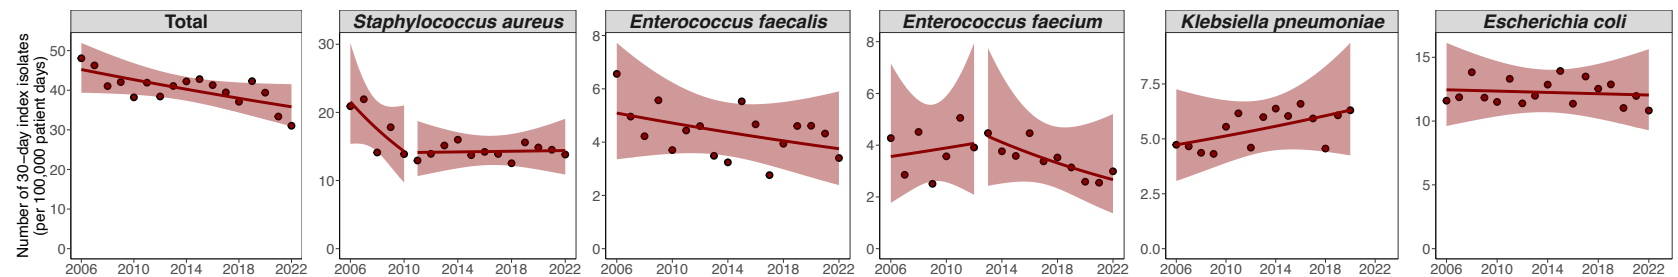 Total
Staphylococcus aureus
Enterococcus faecalis
Enterococcus faecium
Klebsiella pneumoniae
Escherichia coli
Number of 30−day index isolates
(per 100,000 patient days)
50
40
30
20
10
0
2006 2010 2014 2018 2022
30
20
10
0
2006 2010 2014 2018 2022
8
6
4
2
0
2006 2010 2014 2018 2022
8
6
4
2
0
2006 2010 2014 2018 2022
7.5
5.0
2.5
0.0
2006 2010 2014 2018 2022
15
10
5
0
2006 2010 2014 2018 2022